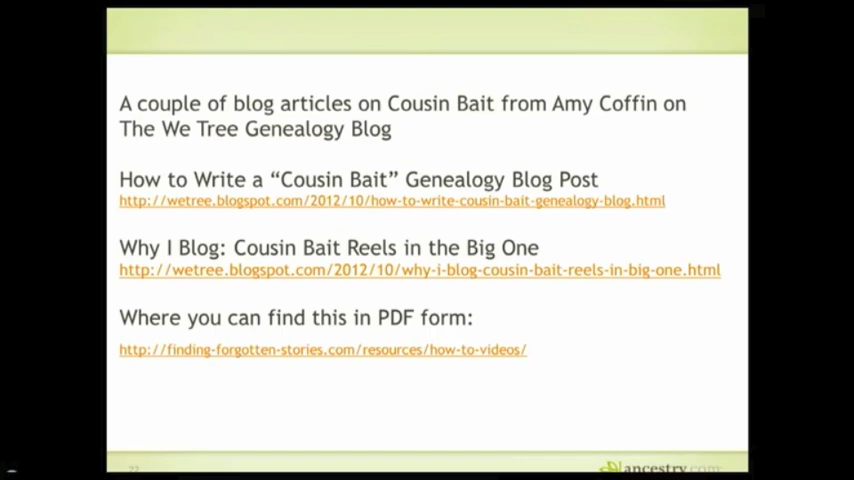 A couple of blog articles on Cousin Bait from Amy Coffin on
The We Tree Genealogy Blog
How to Write a “Cousin Bait” Genealogy Blog Post
http://wetree.blogspot.com/2012/10/how-to-write-cousin-bait-genealogy-blog.html
Why I Blog: Cousin Bait Reels in the Big One
http://wetree.blogspot.com/2012/10/why-i-blog-cousin-bait-reels-in-big-one.html
Where you can find this in PDF form:
http://finding-forgotten-stories.com/resources/how-to-videos/
22
ancestry.com